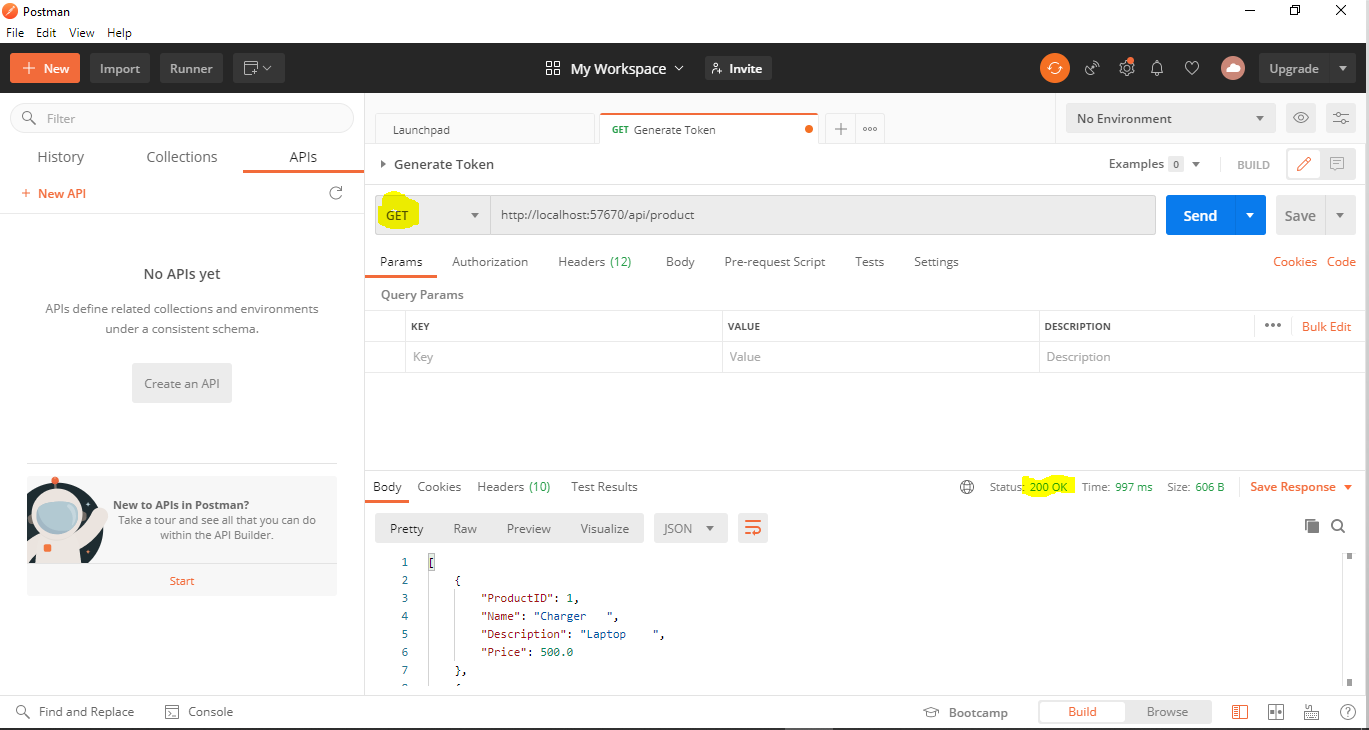 Postman
File Edit View Help
+ New Import Runner My Workspace Invite Upgrade
Filter
History Collections APIs
+ New API
No APIs yet
APIs define related collections and environments
under a consistent schema.
Create an API
New to APIs in Postman?
Take a tour and see all that you can do
within the API Builder.
Start
Launchpad GET Generate Token + ooo No Environment
Generate Token Examples 0 BUILD
GET http://localhost:57670/api/product Send Save
Params Authorization Headers (12) Body Pre-request Script Tests Settings Cookies Code
Query Params
KEY VALUE DESCRIPTION ••• Bulk Edit
Key Value Description
Body Cookies Headers (10) Test Results Status: 200 OK Time: 997 ms Size: 606 B Save Response
Pretty Raw Preview Visualize JSON
1 [
2 {
3 "ProductID": 1,
4 "Name": "Charger   ",
5 "Description": "Laptop    ",
6 "Price": 500.0
7 },
Find and Replace Console Bootcamp Build Browse ?